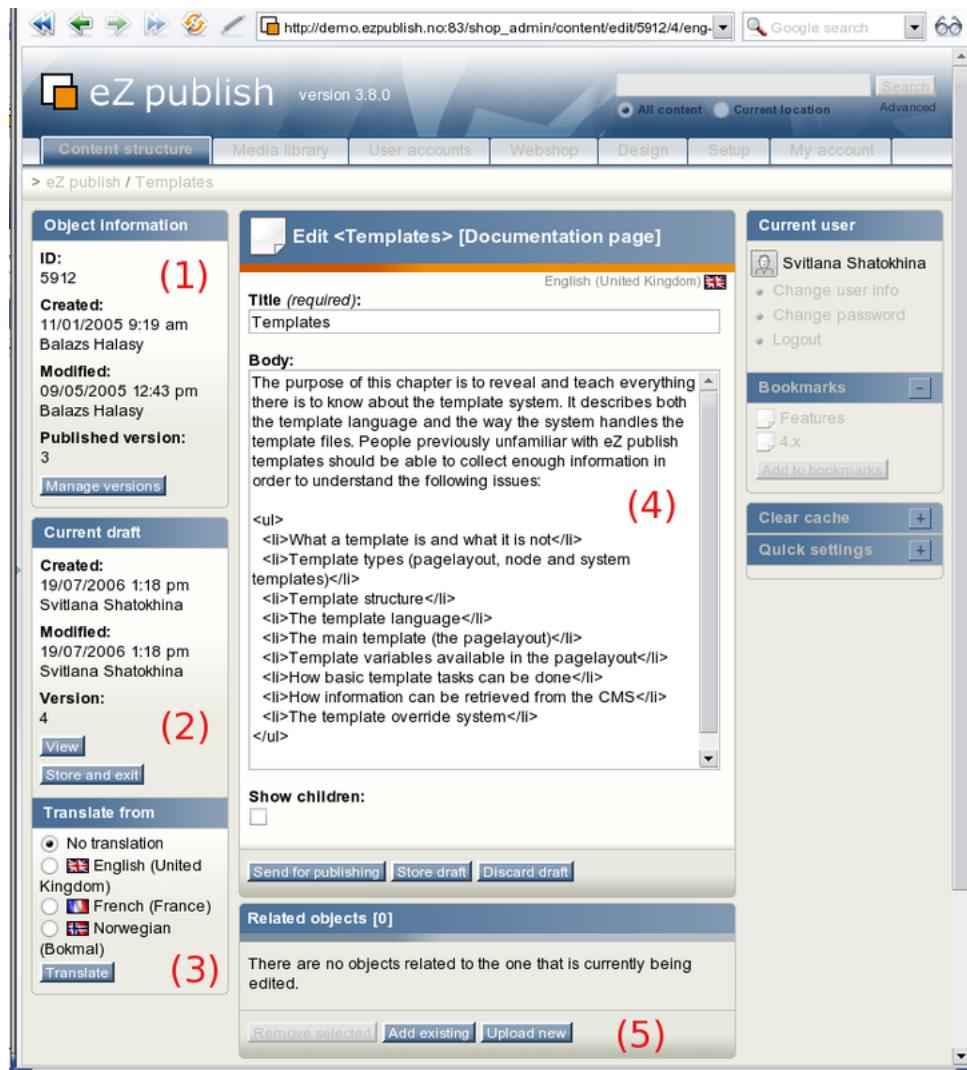 http://demo.ezpublish.no:83/shop_admin/content/edit/5912/4/eng-
Google search
eZ publish version 3.8.0
Search
All content Current location Advanced
Content structure Media library User accounts Webshop Design Setup My account
> eZ publish / Templates
Object information
ID:
5912
(1)
Created:
11/01/2005 9:19 am
Balazs Halasy
Modified:
09/05/2005 12:43 pm
Balazs Halasy
Published version:
3
Manage versions
Current draft
Created:
19/07/2006 1:18 pm
Svitlana Shatokhina
Modified:
19/07/2006 1:18 pm
Svitlana Shatokhina
Version:
4
(2)
View
Store and exit
Translate from
No translation
English (United
Kingdom)
French (France)
Norwegian
(Bokmal)
Translate
(3)
Edit <Templates> [Documentation page]
English (United Kingdom)
Title (required):
Templates
Body:
The purpose of this chapter is to reveal and teach everything
there is to know about the template system. It describes both
the template language and the way the system handles the
template files. People previously unfamiliar with eZ publish
templates should be able to collect enough information in
order to understand the following issues:
(4)
<ul>
<li>What a template is and what it is not</li>
<li>Template types (pagelayout, node and system
templates)</li>
<li>Template structure</li>
<li>The template language</li>
<li>The main template (the pagelayout)</li>
<li>Template variables available in the pagelayout</li>
<li>How basic template tasks can be done</li>
<li>How information can be retrieved from the CMS</li>
<li>The template override system</li>
</ul>
Show children:
Send for publishing Store draft Discard draft
Related objects [0]
There are no objects related to the one that is currently being
edited.
Remove selected Add existing Upload new
(5)
Current user
Svitlana Shatokhina
Change user info
Change password
Logout
Bookmarks -
Features
4.x
Add to bookmarks
Clear cache +
Quick settings +